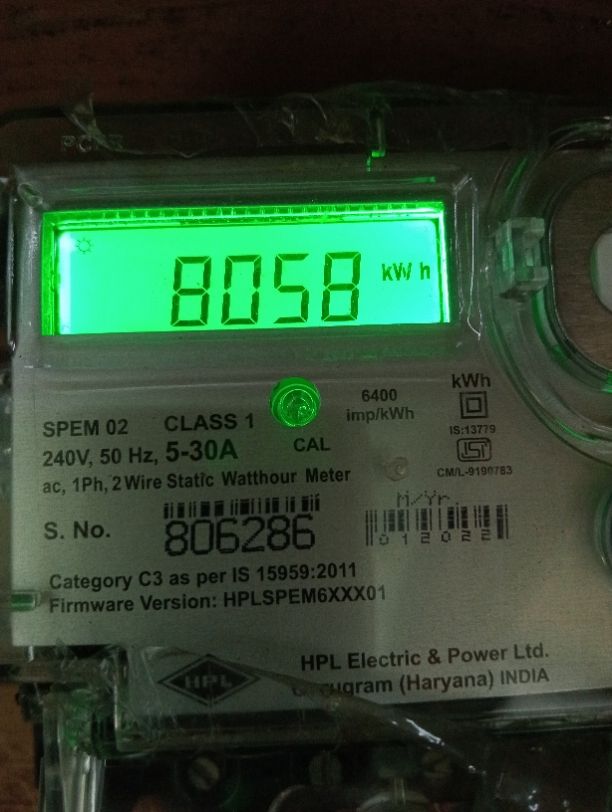 8058 kWh
6400
imp/kWh
kWh
IS:13779
CM/L-9190783
SPEM 02 CLASS 1
CAL
240V, 50 Hz, 5-30A
ac, 1Ph, 2 Wire Static Watthour Meter
S. No. 806286
M/Yr.
012022
Category C3 as per IS 15959:2011
Firmware Version: HPLSPEM6XXX01
HPL
HPL Electric & Power Ltd.
(Haryana) INDIA